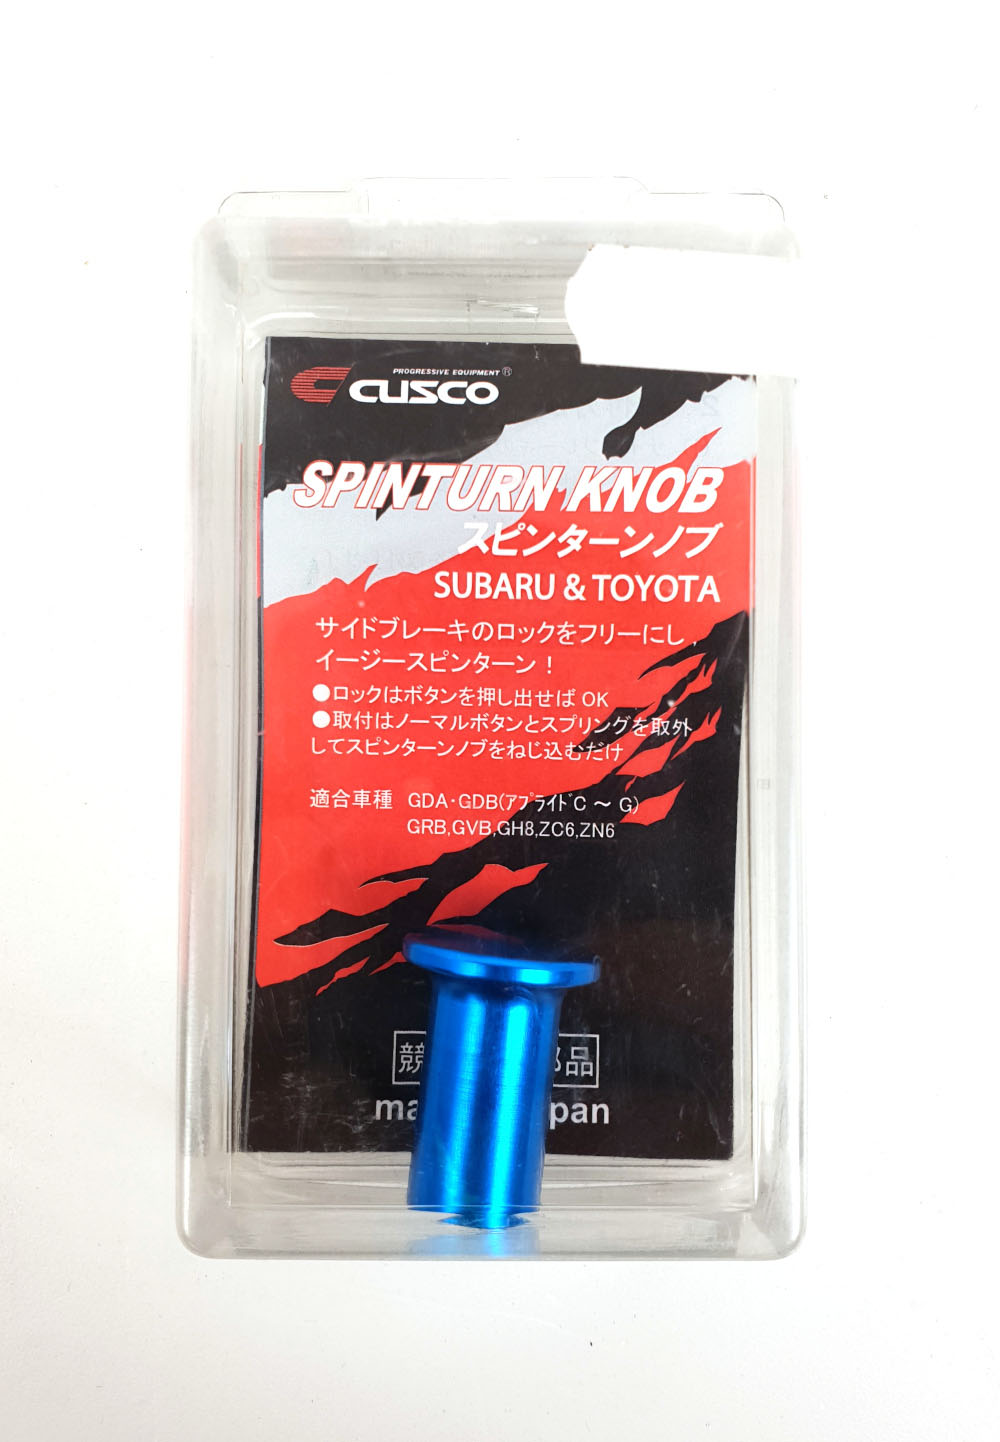 PROGRESSIVE EQUIPMENT ®
CUSCO
SPINTURN KNOB
スピンターンノブ
SUBARU & TOYOTA
サイドブレーキのロックをフリーにし,
イージースピンターン！
●ロックはボタンを押し出せば OK
●取付はノーマルボタンとスプリングを取外
してスピンターンノブをねじ込むだけ
適合車種 GDA・GDB(ｱﾌﾟﾗｲﾄﾞC ～ G)
GRB,GVB,GH8,ZC6,ZN6
競 品